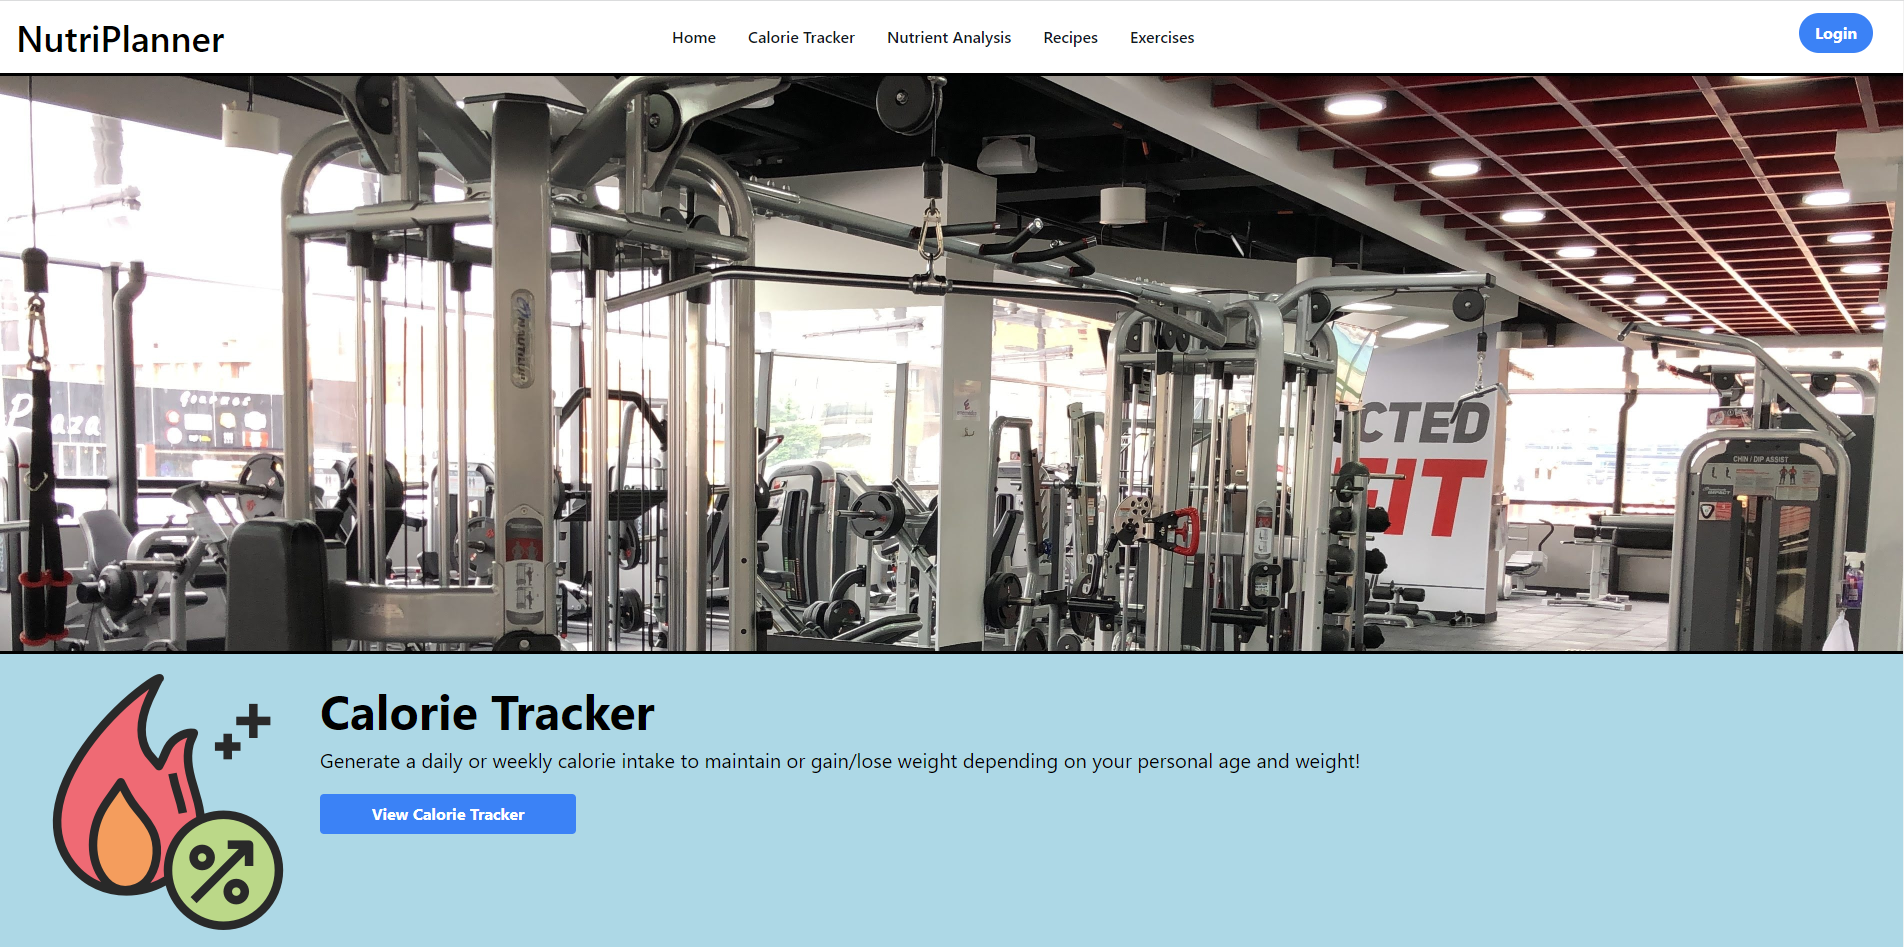 NutriPlanner
Home
Calorie Tracker
Nutrient Analysis
Recipes
Exercises
Login
Plaza
Gourmet
CTED
FIT
CHIN / DIP ASSIST
Calorie Tracker
Generate a daily or weekly calorie intake to maintain or gain/lose weight depending on your personal age and weight!
View Calorie Tracker